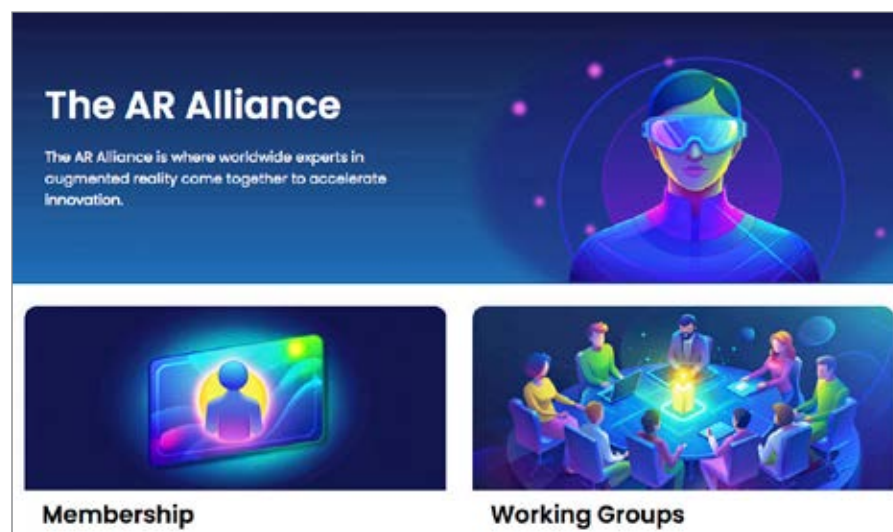 The AR Alliance
The AR Alliance is where worldwide experts in
augmented reality come together to accelerate
innovation.
Membership
Working Groups